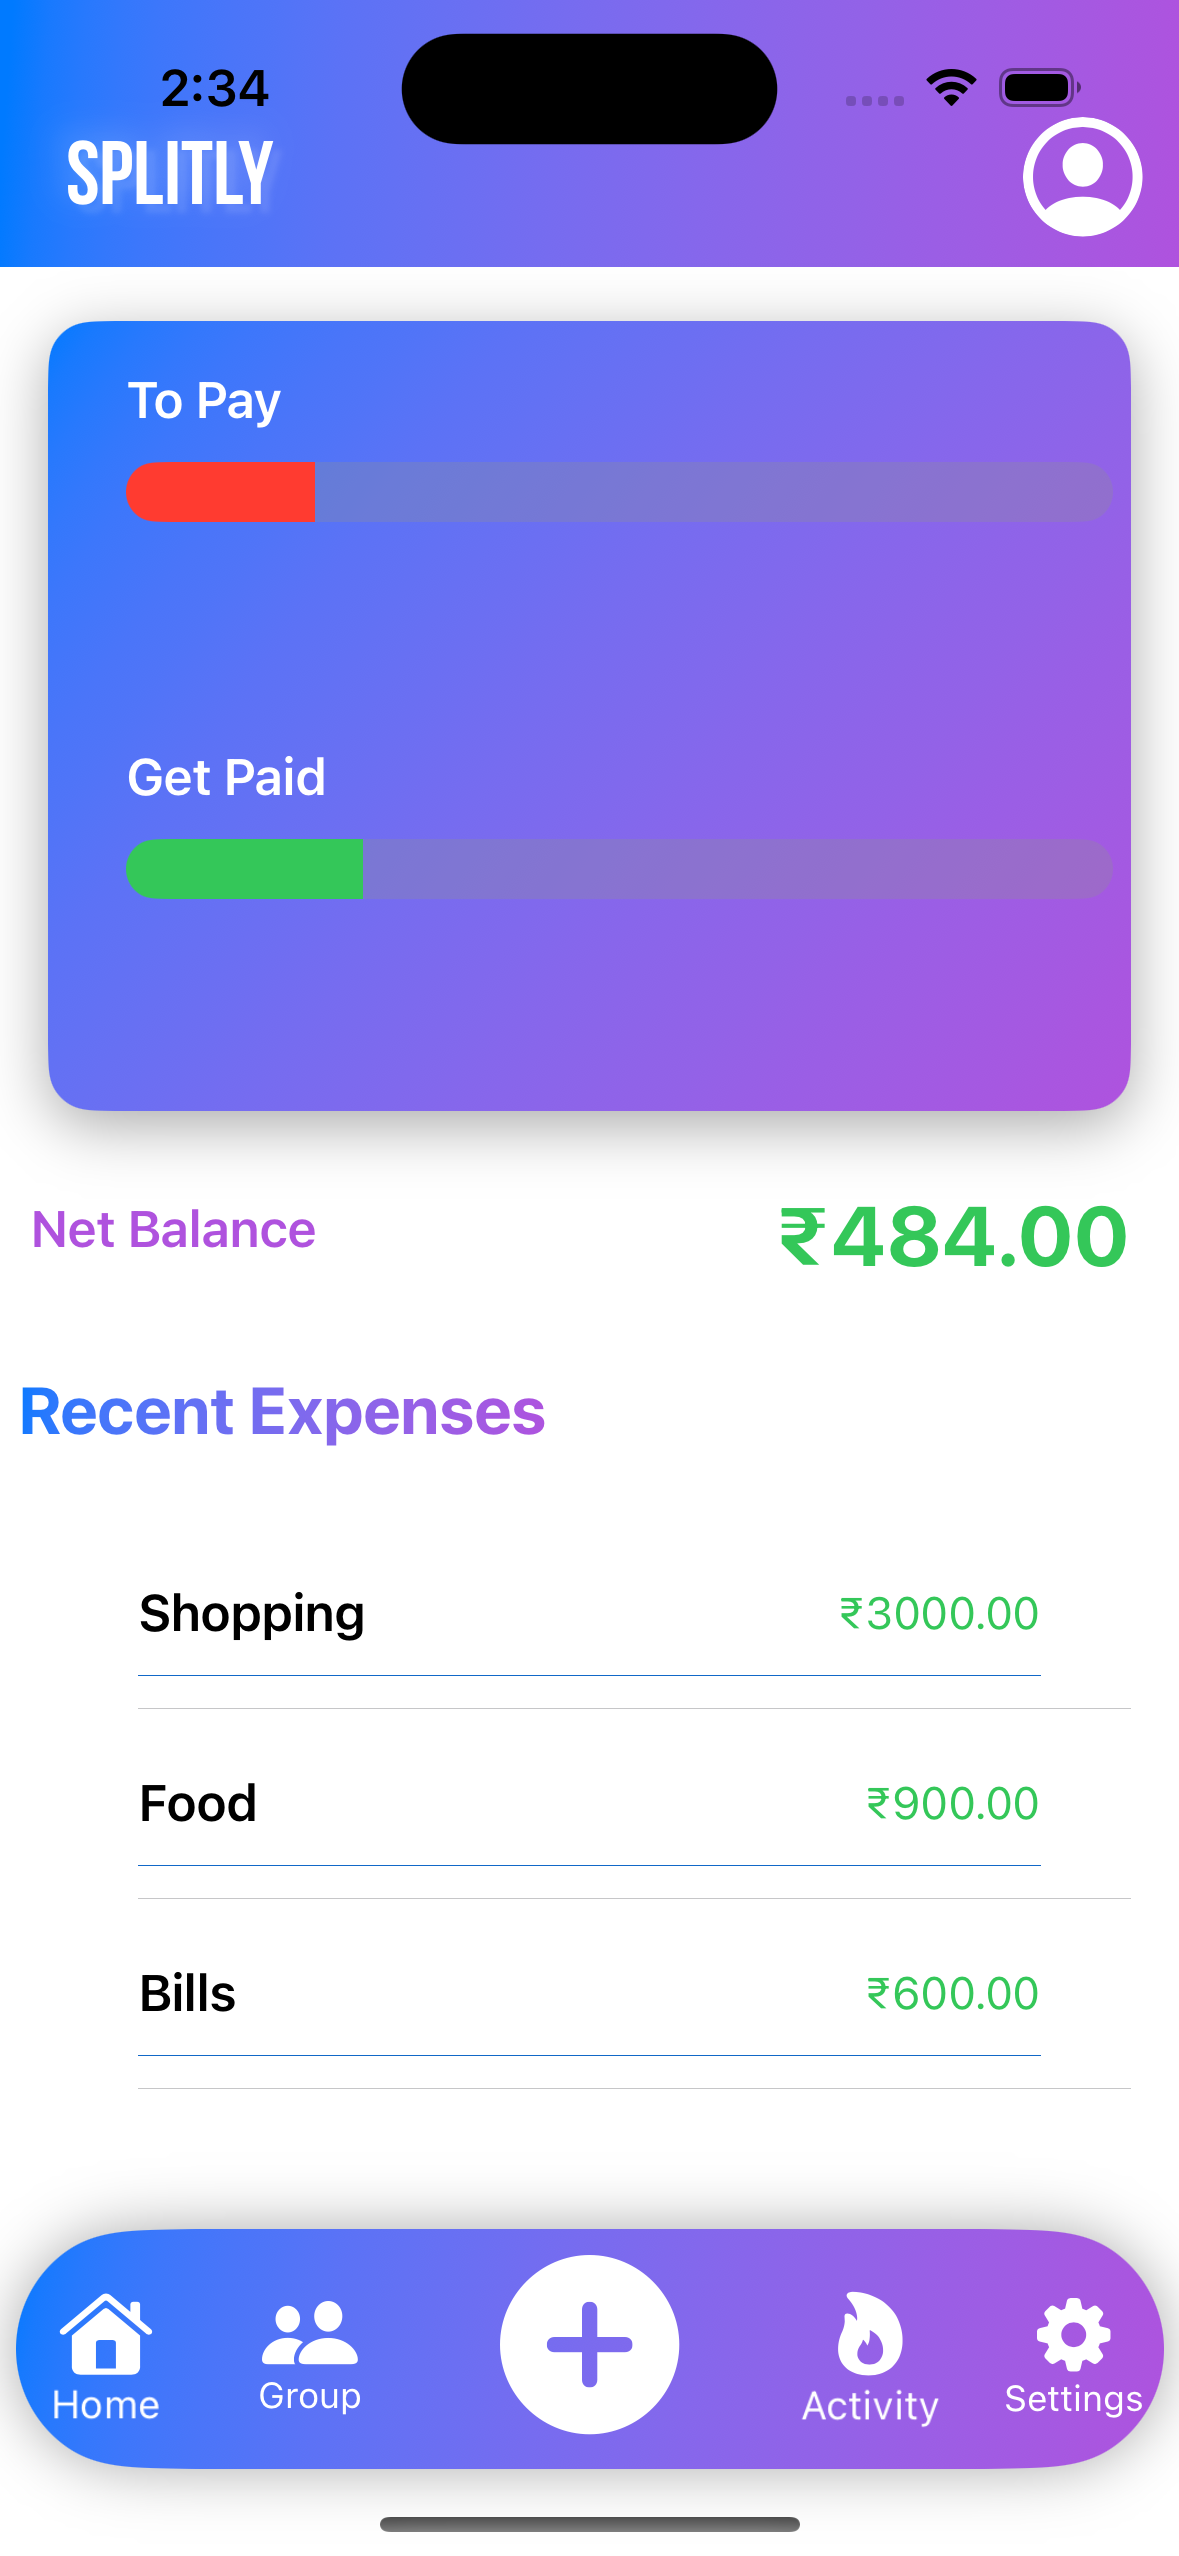 2:34
SPLITLY
To Pay
Get Paid
Net Balance ₹484.00
Recent Expenses
Shopping ₹3000.00
Food ₹900.00
Bills ₹600.00
Home Group Activity Settings